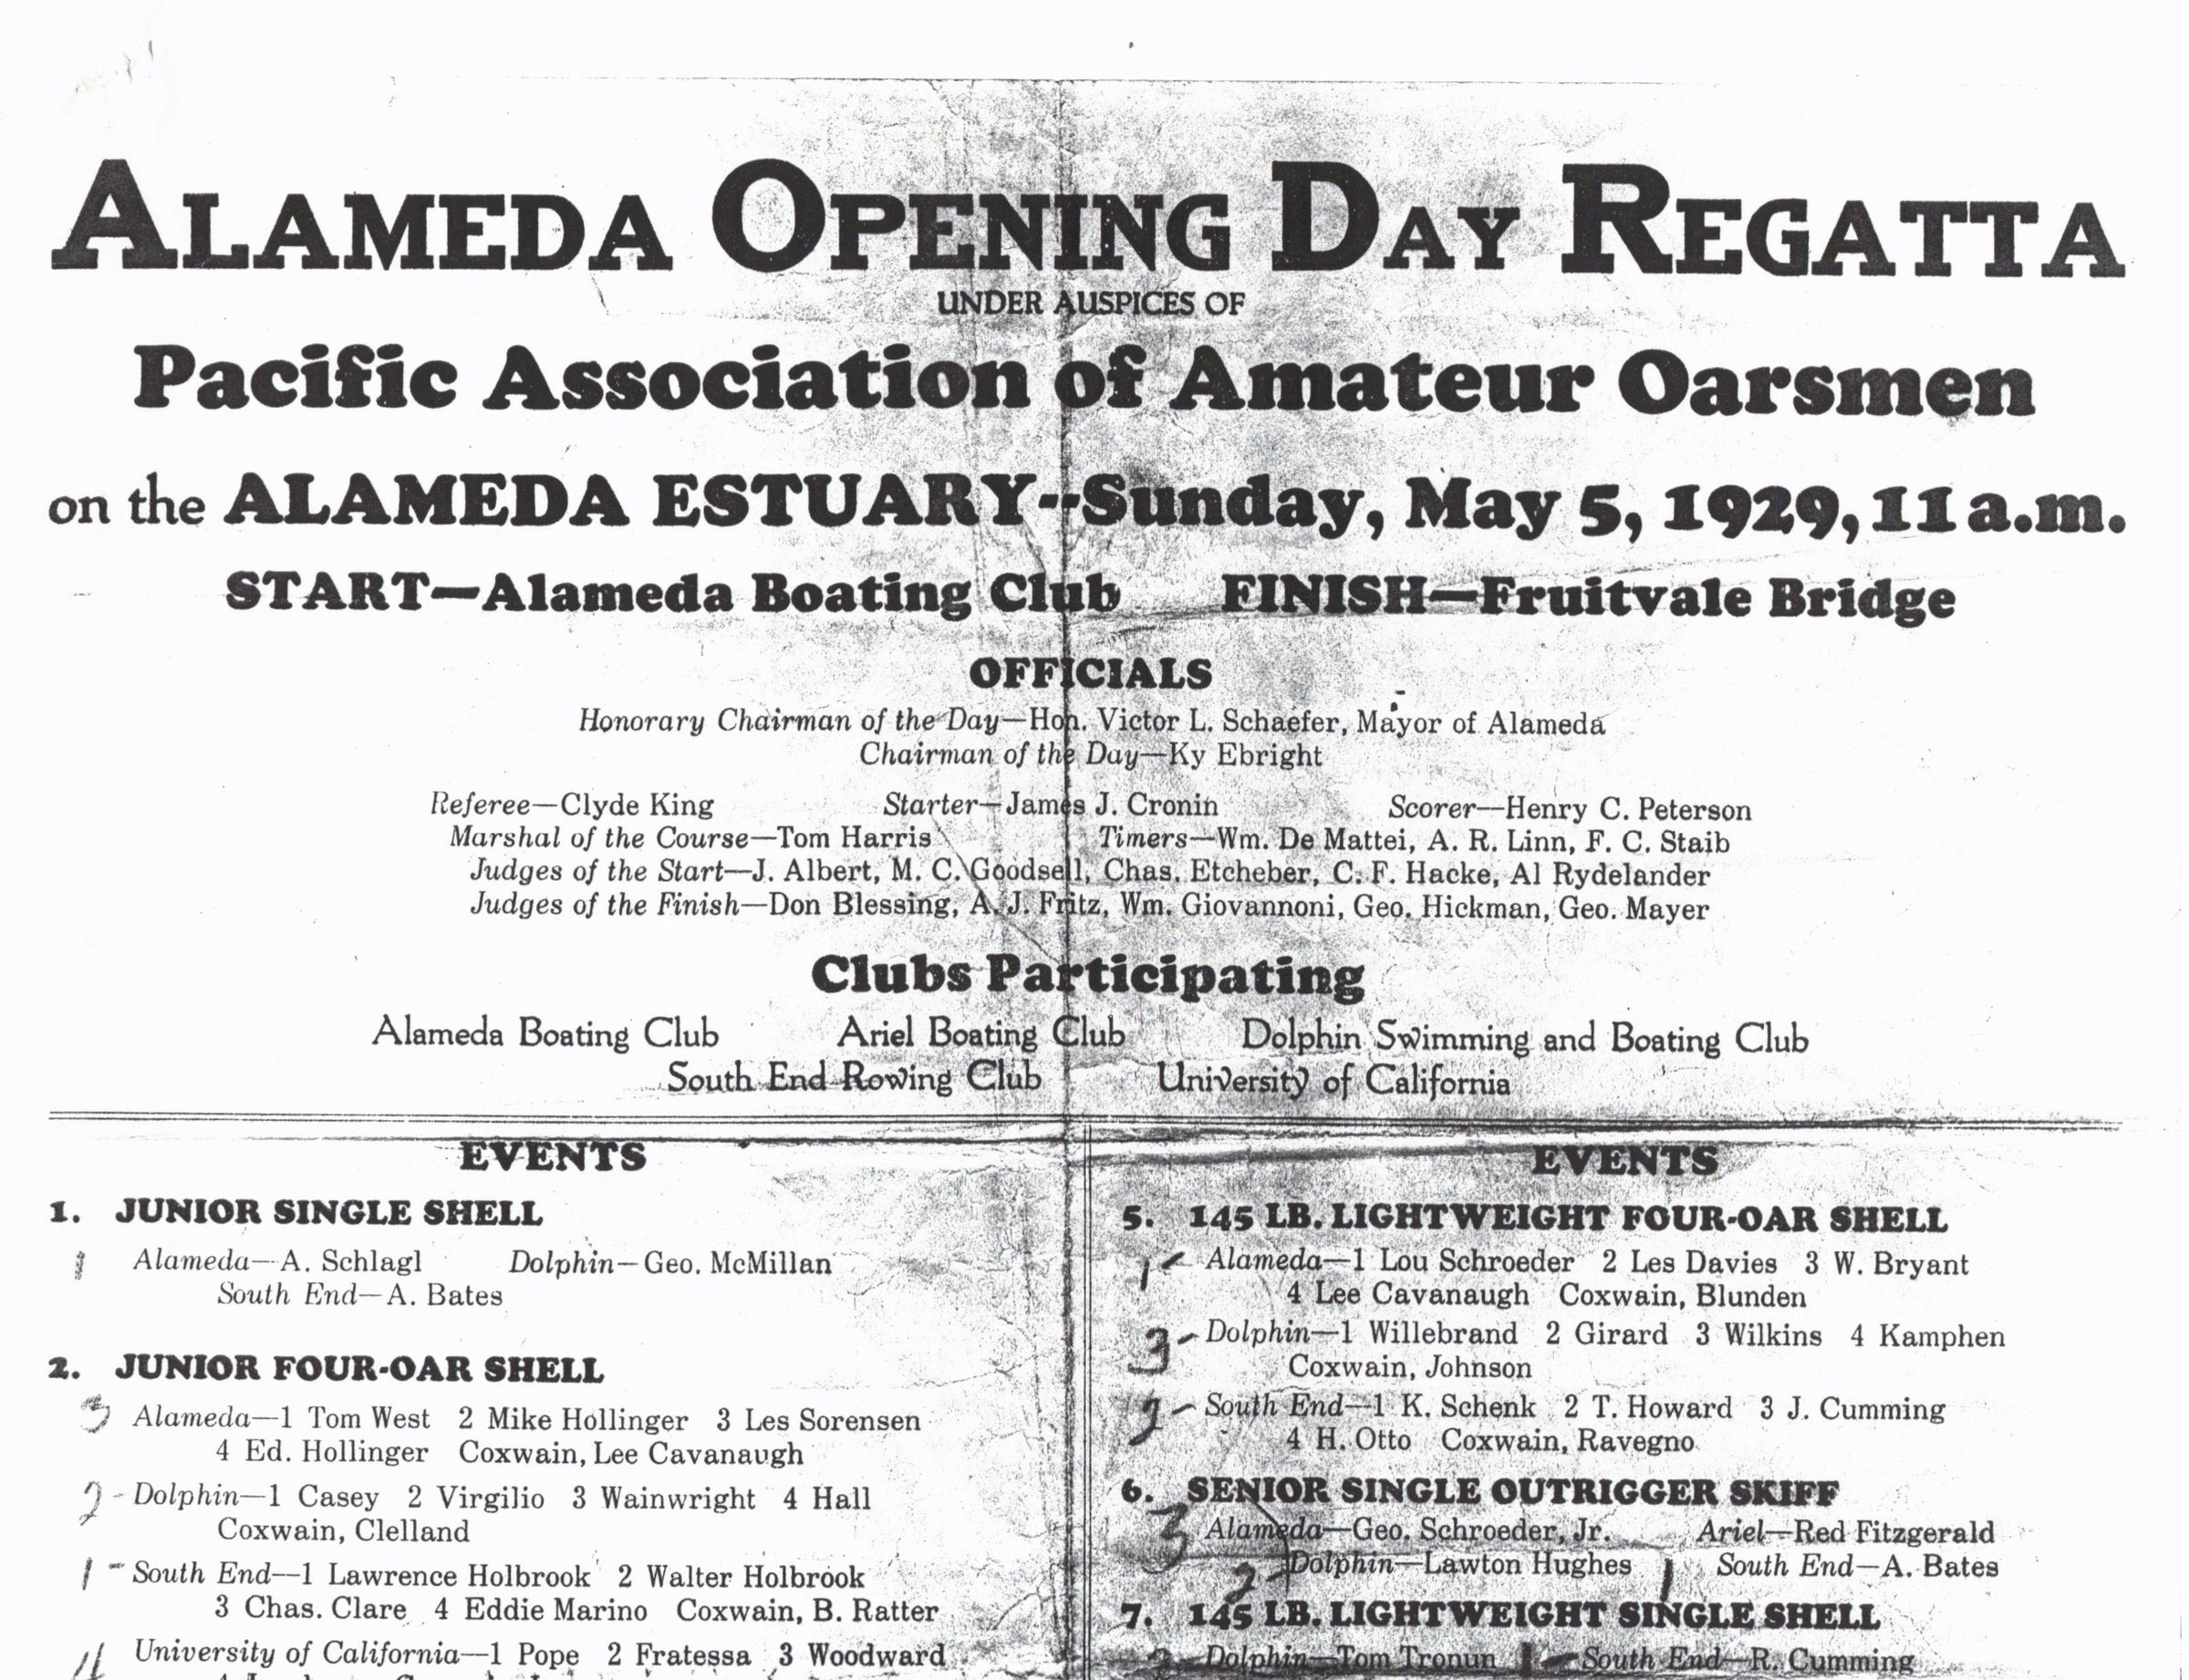 ALAMEDA OPENING DAY REGATTA
UNDER AUSPICES OF
Pacific Association of Amateur Oarsmen
on the ALAMEDA ESTUARY--Sunday, May 5, 1929, 11 a.m.
START—Alameda Boating Club FINISH—Fruitvale Bridge
OFFICIALS
Honorary Chairman of the Day—Hon. Victor L. Schaefer, Mayor of Alameda
Chairman of the Day—Ky Ebright
Referee—Clyde King Starter—James J. Cronin Scorer—Henry C. Peterson
Marshal of the Course—Tom Harris Timers—Wm. De Mattei, A. R. Linn, F. C. Staib
Judges of the Start—J. Albert, M. C. Goodsell, Chas. Etcheber, C. F. Hacke, Al Rydelander
Judges of the Finish—Don Blessing, A. J. Fritz, Wm. Giovannoni, Geo. Hickman, Geo. Mayer
Clubs Participating
Alameda Boating Club Ariel Boating Club Dolphin Swimming and Boating Club
South End Rowing Club University of California
EVENTS
1. JUNIOR SINGLE SHELL
1 Alameda—A. Schlagl Dolphin—Geo. McMillan
South End—A. Bates
2. JUNIOR FOUR-OAR SHELL
3 Alameda—1 Tom West 2 Mike Hollinger 3 Les Sorensen
4 Ed. Hollinger Coxwain, Lee Cavanaugh
2 - Dolphin—1 Casey 2 Virgilio 3 Wainwright 4 Hall
Coxwain, Clelland
1 - South End—1 Lawrence Holbrook 2 Walter Holbrook
3 Chas. Clare 4 Eddie Marino Coxwain, B. Ratter
4 University of California—1 Pope 2 Fratessa 3 Woodward
EVENTS
5. 145 LB. LIGHTWEIGHT FOUR-OAR SHELL
1 - Alameda—1 Lou Schroeder 2 Les Davies 3 W. Bryant
4 Lee Cavanaugh Coxwain, Blunden
3 - Dolphin—1 Willebrand 2 Girard 3 Wilkins 4 Kamphen
Coxwain, Johnson
2 - South End—1 K. Schenk 2 T. Howard 3 J. Cumming
4 H. Otto Coxwain, Ravegno
6. SENIOR SINGLE OUTRIGGER SKIFF
3 Alameda—Geo. Schroeder, Jr. Ariel—Red Fitzgerald
2 - Dolphin—Lawton Hughes 1 South End—A. Bates
7. 145 LB. LIGHTWEIGHT SINGLE SHELL
2 - Dolphin—Tom Tronun 1 - South End—R. Cumming